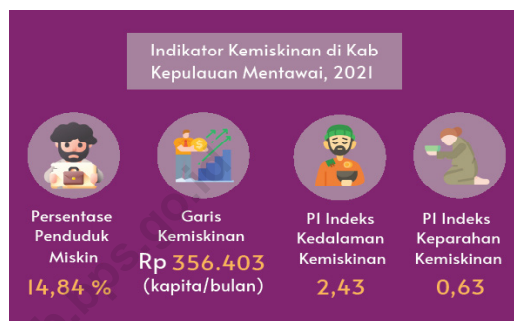 Indikator Kemiskinan di Kab
Kepulauan Mentawai, 2021
Persentase
Penduduk
Miskin
14,84 %
Garis
Kemiskinan
Rp 356.403
(kapita/bulan)
PI Indeks
Kedalaman
Kemiskinan
2,43
PI Indeks
Keparahan
Kemiskinan
0,63